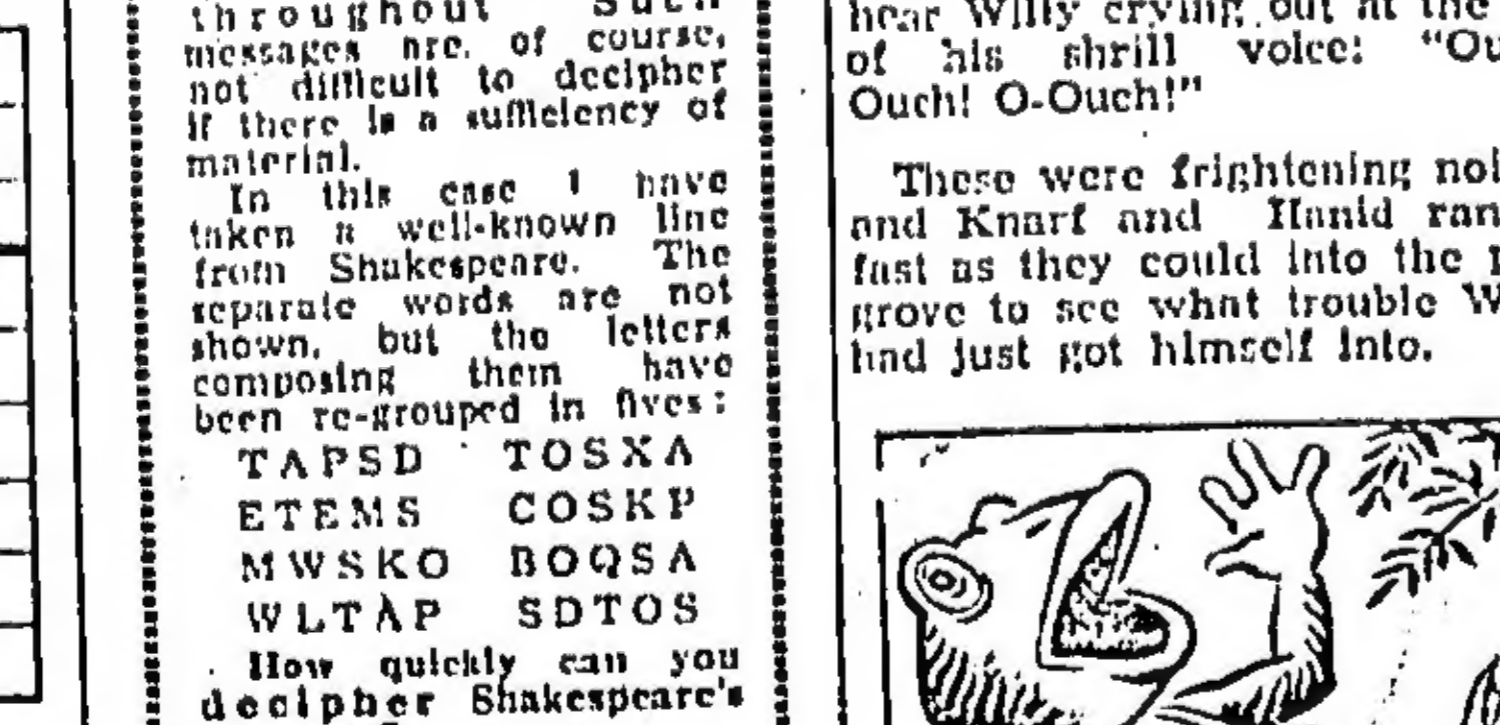 throughout Such
messages are, of course,
not difficult to decipher
if there is a sufficiency of
material.
In this case I have
taken a well-known line
from Shakespeare. The
separate words are not
shown, but the letters
composing them have
been re-grouped in fives:
TAPSD TOSXA
ETEMS COSKP
MWSKO BOQSA
WLTAP SDTOS
How quickly can you
decipher Shakespeare's
hear Willy crying out at the
of his shrill voice: "Ou
Ouch! O-Ouch!"
These were frightening noi
and Knarf and Hanid ran
fast as they could into the
grove to see what trouble W
had just got himself into.